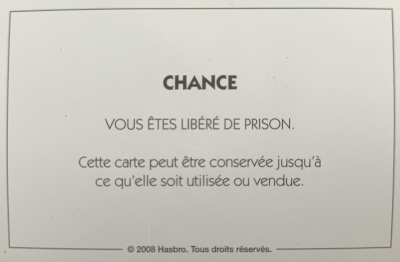 CHANCE
VOUS ÊTES LIBÉRÉ DE PRISON.
Cette carte peut être conservée jusqu'à
ce qu'elle soit utilisée ou vendue.
© 2008 Hasbro. Tous droits réservés.